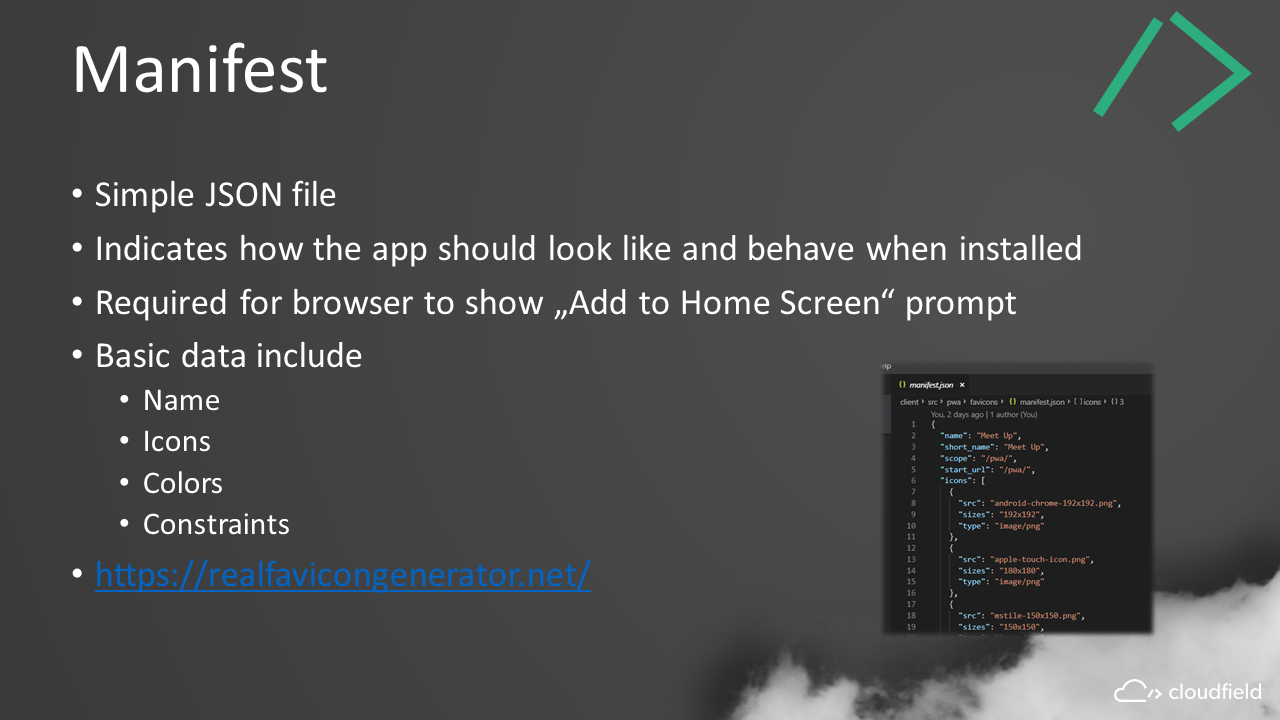 Manifest
• Simple JSON file
• Indicates how the app should look like and behave when installed
• Required for browser to show „Add to Home Screen“ prompt
• Basic data include
• Name
• Icons
• Colors
• Constraints
• https://realfavicongenerator.net/
elp
{} manifest.json ×
client › src › pwa › favicons › {} manifest.json › [ ] icons › {} 3
You, 2 days ago | 1 author (You)
1 {
2 "name": "Meet Up",
3 "short_name": "Meet Up",
4 "scope": "/pwa/",
5 "start_url": "/pwa/",
6 "icons": [
7 {
8 "src": "android-chrome-192x192.png",
9 "sizes": "192x192",
10 "type": "image/png"
11 },
12 {
13 "src": "apple-touch-icon.png",
14 "sizes": "180x180",
15 "type": "image/png"
16 },
17 {
18 "src": "mstile-150x150.png",
19 "sizes": "150x150",
cloudfield